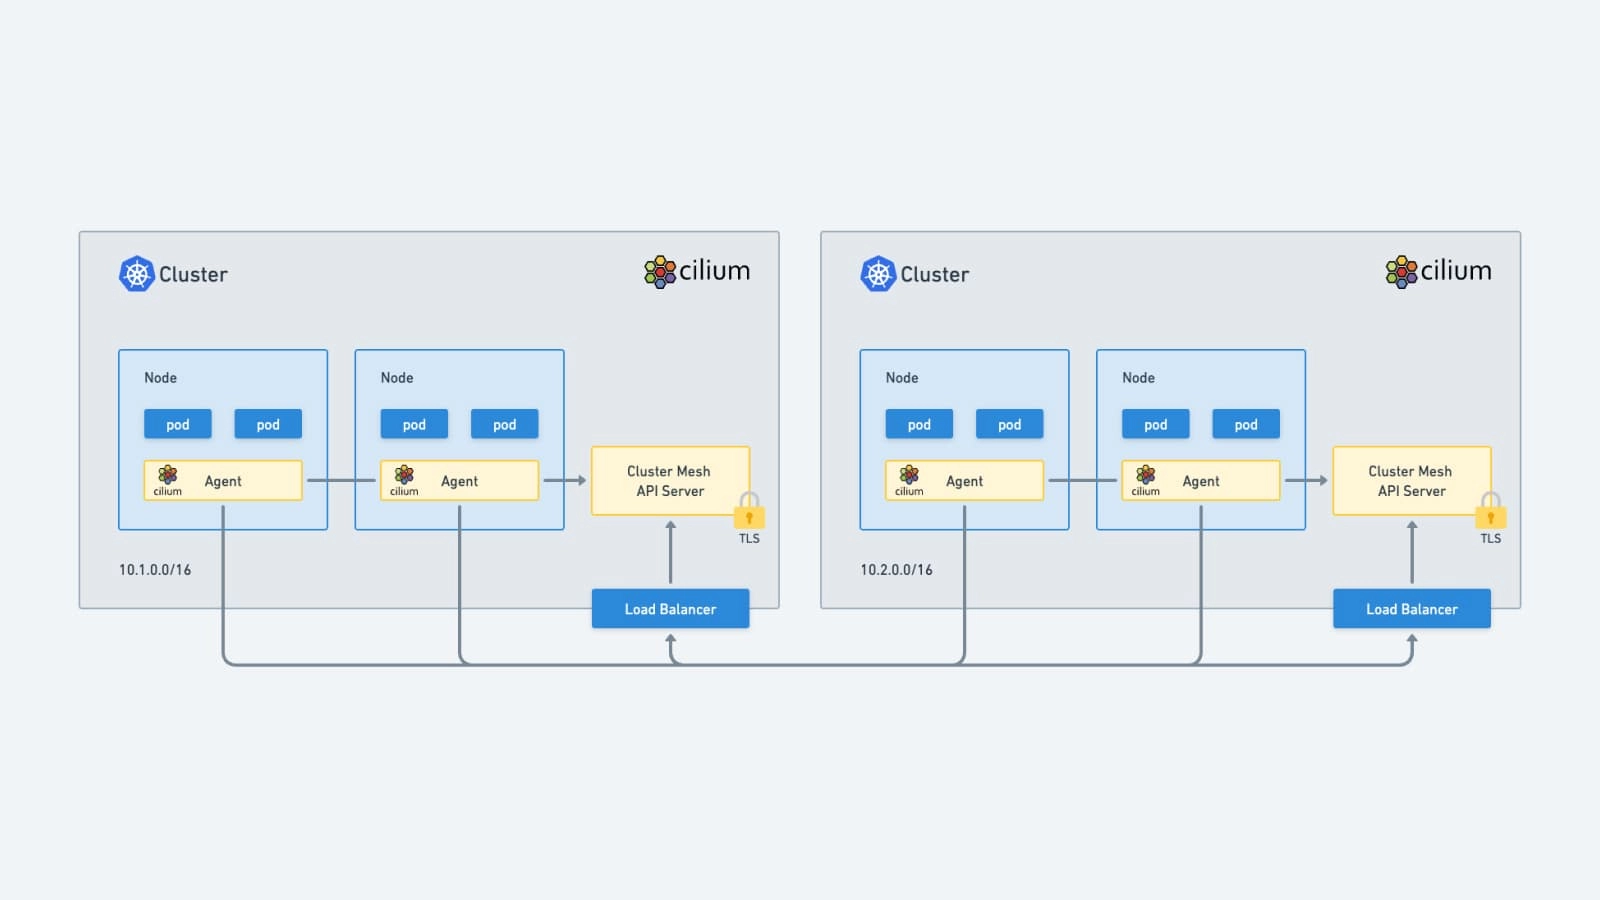 Cluster
cilium
Node
pod
pod
cilium
Agent
Node
pod
pod
cilium
Agent
Cluster Mesh
API Server
TLS
10.1.0.0/16
Load Balancer
Cluster
cilium
Node
pod
pod
cilium
Agent
Node
pod
pod
cilium
Agent
Cluster Mesh
API Server
TLS
10.2.0.0/16
Load Balancer